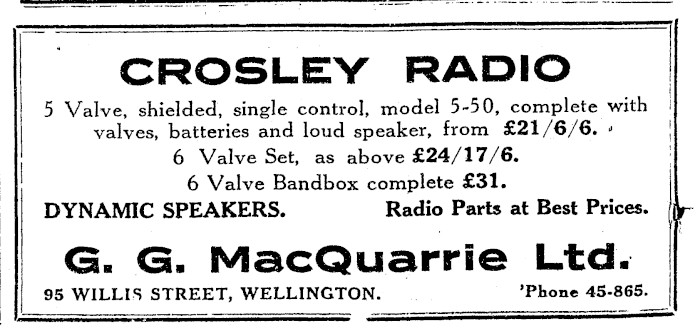 CROSLEY RADIO
5 Valve, shielded, single control, model 5-50, complete with
valves, batteries and loud speaker, from £21/6/6.
6 Valve Set, as above £24/17/6.
6 Valve Bandbox complete £31.
DYNAMIC SPEAKERS. Radio Parts at Best Prices.
G. G. MacQuarrie Ltd.
95 WILLIS STREET, WELLINGTON. 'Phone 45-865.